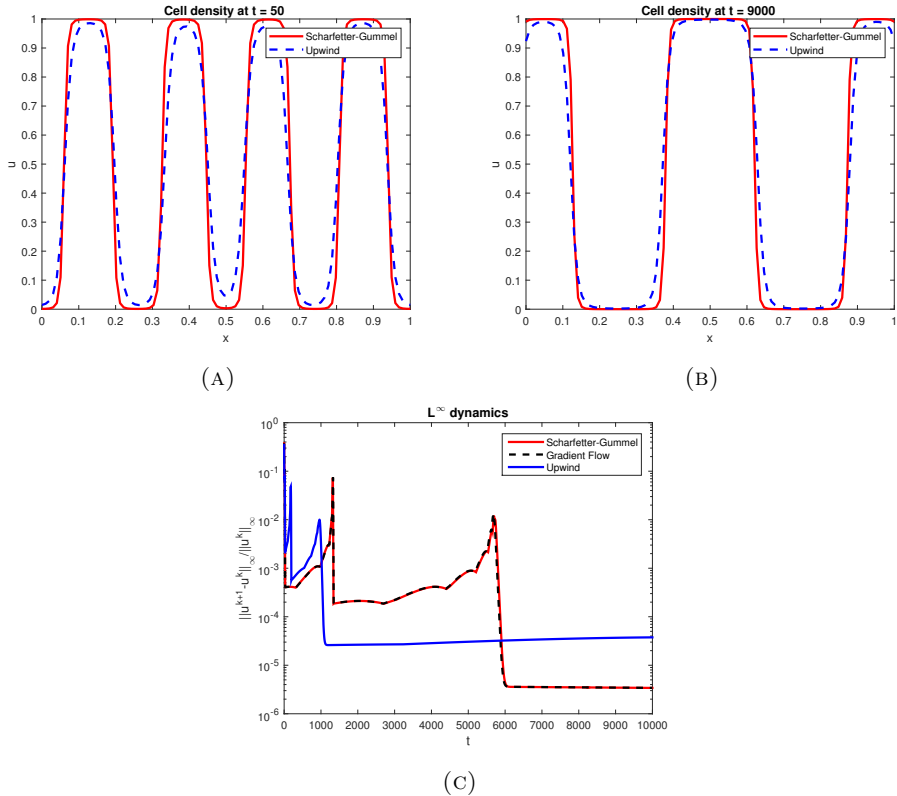 Cell density at t = 50
1
0.9
0.8
0.7
0.6
0.5
0.4
0.3
0.2
0.1
0
u
Scharfetter-Gummel
Upwind
0 0.1 0.2 0.3 0.4 0.5 0.6 0.7 0.8 0.9 1
x
(A)
Cell density at t = 9000
1
0.9
0.8
0.7
0.6
0.5
0.4
0.3
0.2
0.1
0
u
Scharfetter-Gummel
Upwind
0 0.1 0.2 0.3 0.4 0.5 0.6 0.7 0.8 0.9 1
x
(B)
L^∞ dynamics
10^0
10^-1
10^-2
10^-3
10^-4
10^-5
10^-6
||u^{k+1}-u^k||_∞/||u^k||_∞
Scharfetter-Gummel
Gradient Flow
Upwind
0 1000 2000 3000 4000 5000 6000 7000 8000 9000 10000
t
(C)